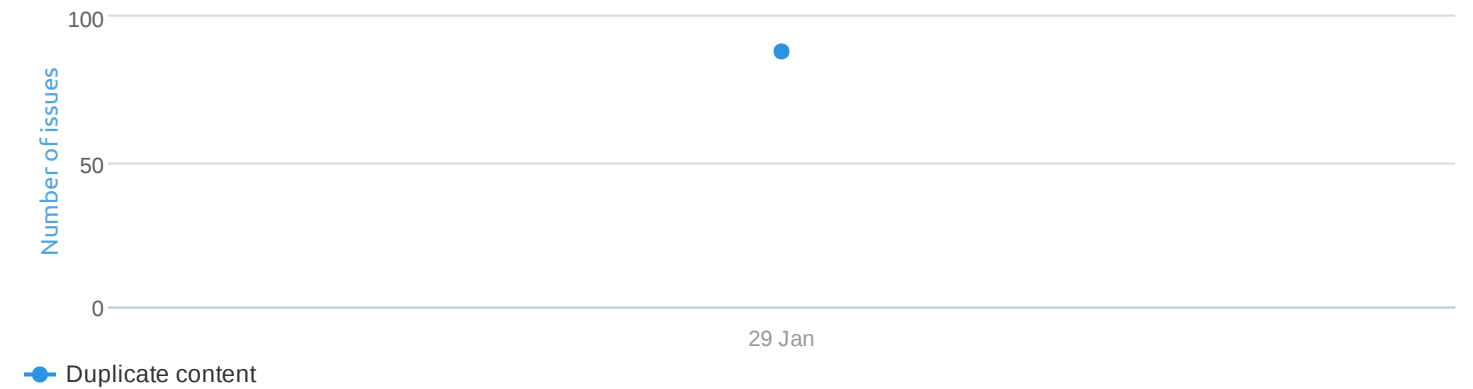 100
Number of issues
50
0
29 Jan
Duplicate content